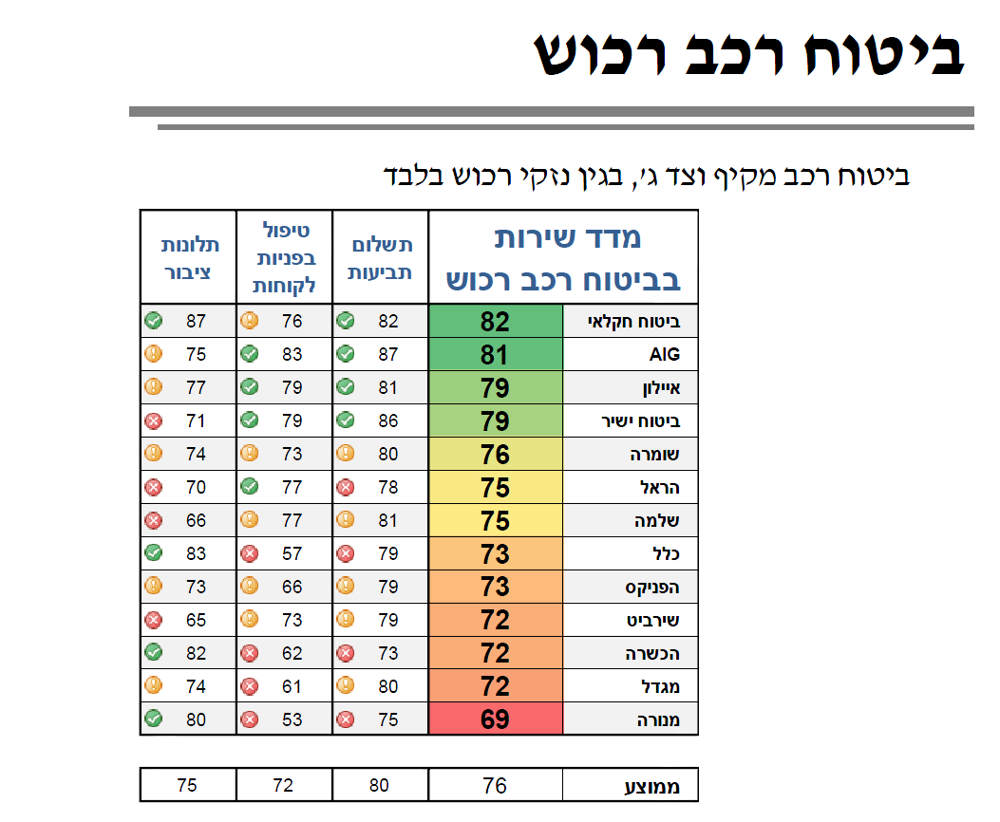 ביטוח רכב רכוש
ביטוח רכב מקיף וצד ג', בגין נזקי רכוש בלבד
מדד שירות בביטוח רכב רכוש תשלום תביעות טיפול בפניות לקוחות תלונות ציבור
ביטוח חקלאי 82 82 76 87
AIG 81 87 83 75
איילון 79 81 79 77
ביטוח ישיר 79 86 79 71
שומרה 76 80 73 74
הראל 75 78 77 70
שלמה 75 81 77 66
כלל 73 79 57 83
הפניקס 73 79 66 73
שירביט 72 79 73 65
הכשרה 72 73 62 82
מגדל 72 80 61 74
מנורה 69 75 53 80
ממוצע 76 80 72 75